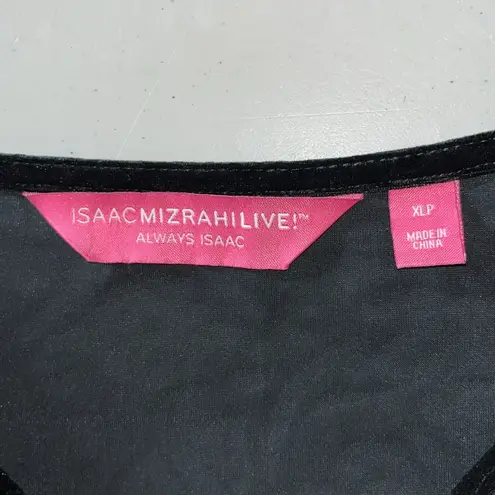 ISAACMIZRAHILIVE!™
ALWAYS ISAAC
XLP
MADE IN
CHINA